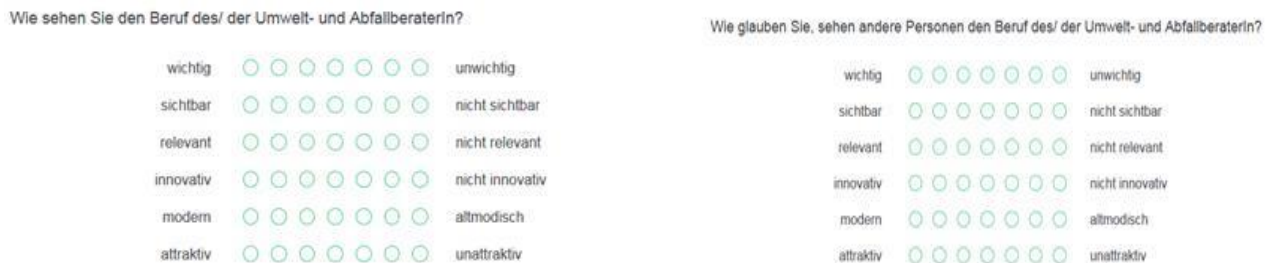 Wie sehen Sie den Beruf des/ der Umwelt- und AbfallberaterIn?
wichtig unwichtig
sichtbar nicht sichtbar
relevant nicht relevant
innovativ nicht innovativ
modern altmodisch
attraktiv unattraktiv
Wie glauben Sie, sehen andere Personen den Beruf des/ der Umwelt- und AbfallberaterIn?
wichtig unwichtig
sichtbar nicht sichtbar
relevant nicht relevant
innovativ nicht innovativ
modern altmodisch
attraktiv unattraktiv